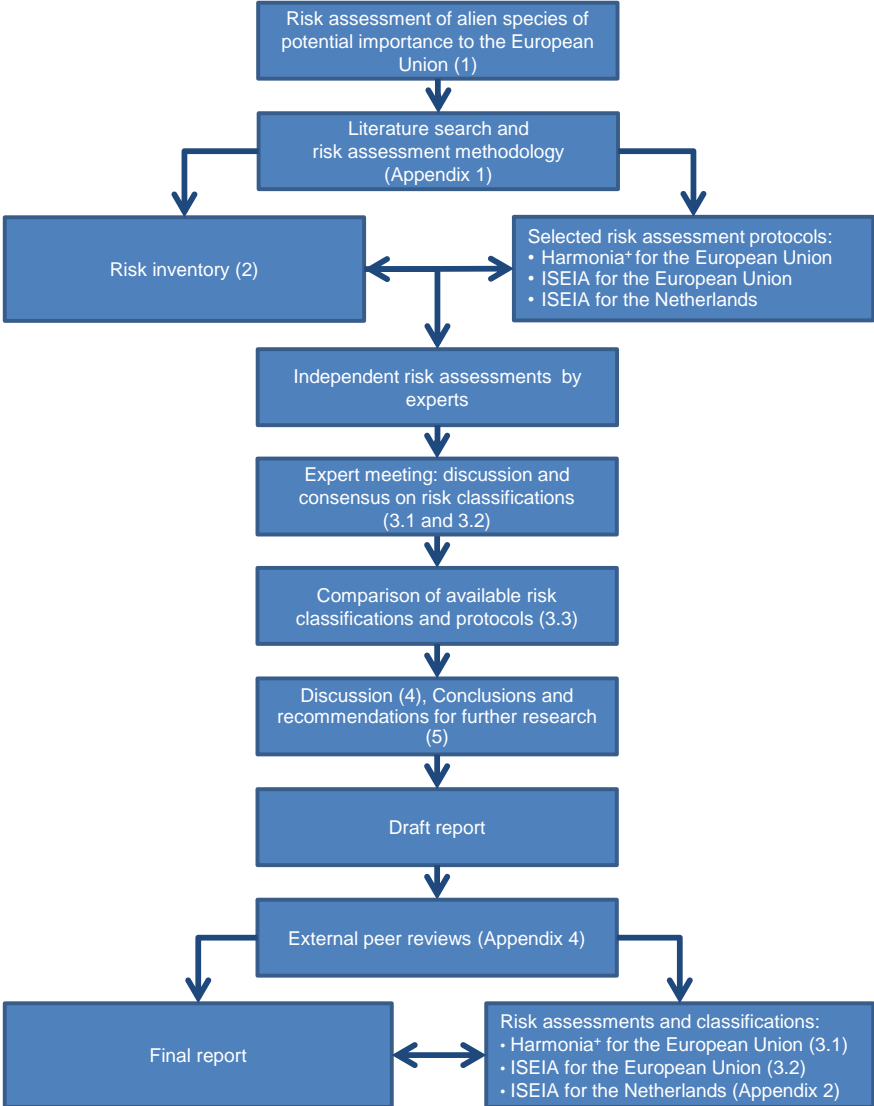 Risk assessment of alien species of
potential importance to the European
Union (1)
Literature search and
risk assessment methodology
(Appendix 1)
Risk inventory (2)
Selected risk assessment protocols:
• Harmonia⁺ for the European Union
• ISEIA for the European Union
• ISEIA for the Netherlands
Independent risk assessments by
experts
Expert meeting: discussion and
consensus on risk classifications
(3.1 and 3.2)
Comparison of available risk
classifications and protocols (3.3)
Discussion (4), Conclusions and
recommendations for further research
(5)
Draft report
External peer reviews (Appendix 4)
Final report
Risk assessments and classifications:
• Harmonia⁺ for the European Union (3.1)
• ISEIA for the European Union (3.2)
• ISEIA for the Netherlands (Appendix 2)